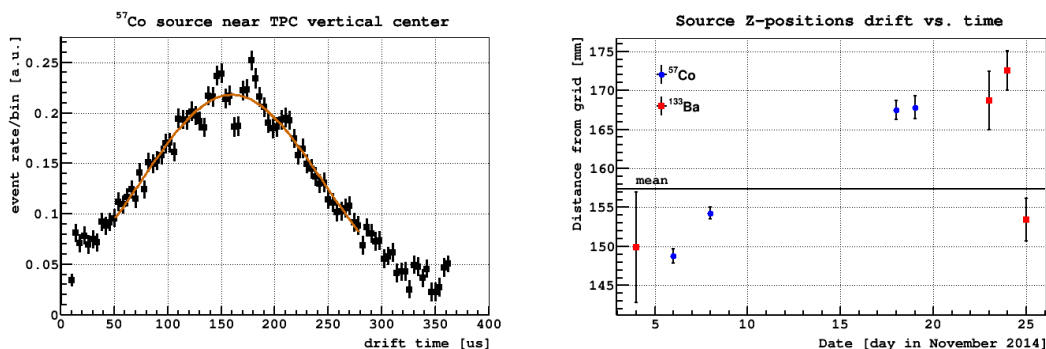 ⁵⁷Co source near TPC vertical center
event rate/bin [a.u.]
0.25
0.2
0.15
0.1
0.05
0
0 50 100 150 200 250 300 350 400
drift time [us]
Source Z-positions drift vs. time
Distance from grid [mm]
175
170
165
160
155
150
145
⁵⁷Co
¹³³Ba
mean
5 10 15 20 25
Date [day in November 2014]